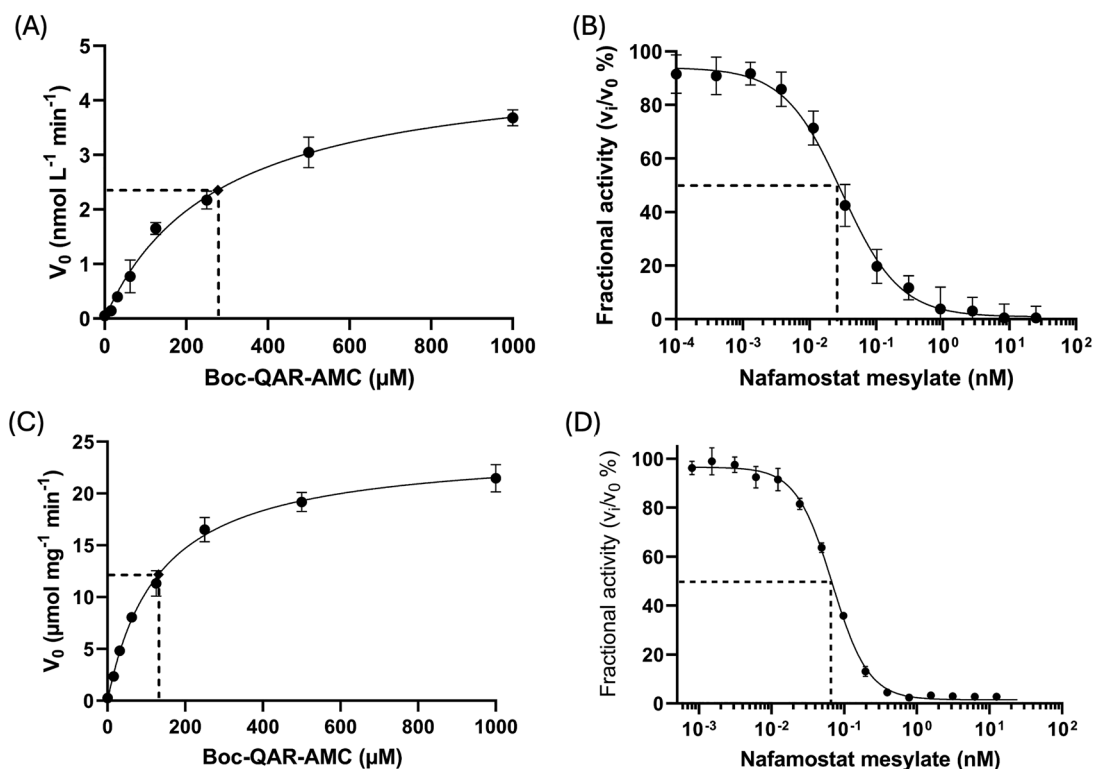 (A)
5
4
3
2
1
0
V₀ (nmol L⁻¹ min⁻¹)
0 200 400 600 800 1000
Boc-QAR-AMC (µM)
(B)
100
80
60
40
20
0
Fractional activity (vᵢ/v₀ %)
10⁻⁴ 10⁻³ 10⁻² 10⁻¹ 10⁰ 10¹ 10²
Nafamostat mesylate (nM)
(C)
25
20
15
10
5
0
V₀ (µmol mg⁻¹ min⁻¹)
0 200 400 600 800 1000
Boc-QAR-AMC (µM)
(D)
100
80
60
40
20
0
Fractional activity (vᵢ/v₀ %)
10⁻³ 10⁻² 10⁻¹ 10⁰ 10¹ 10²
Nafamostat mesylate (nM)